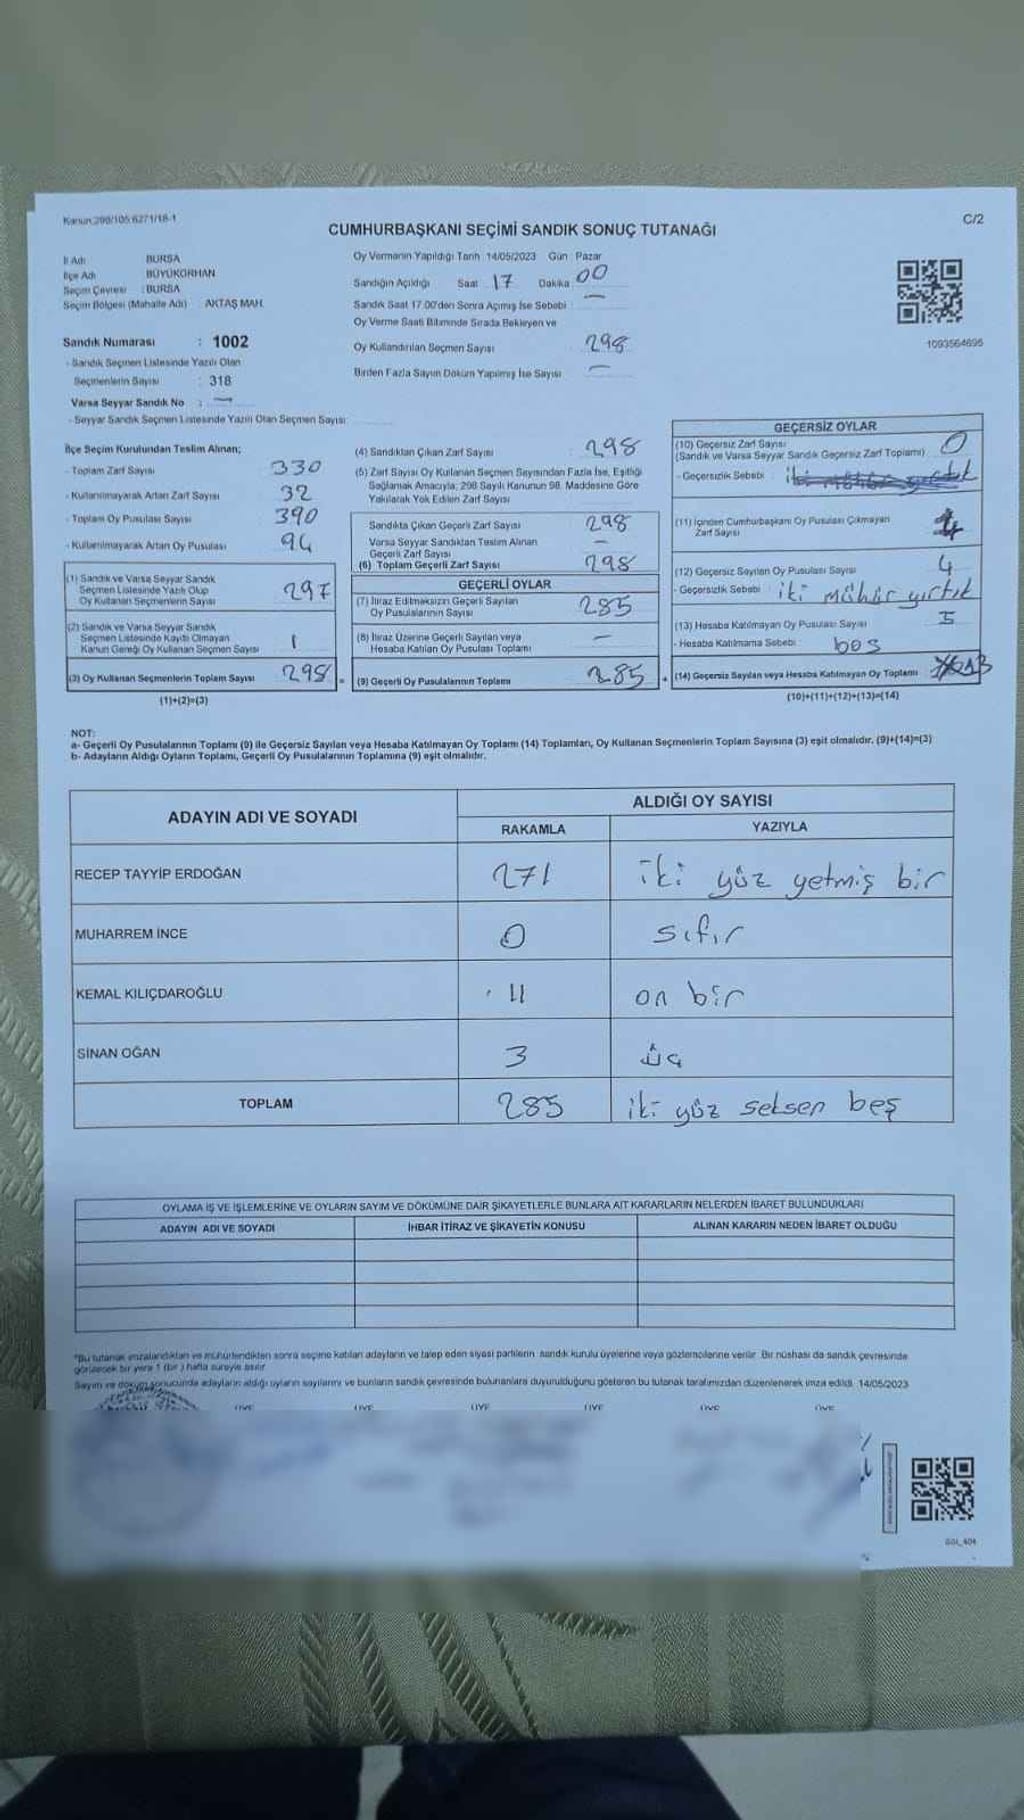 Kanun:298/105:6271/18-1
C/2
CUMHURBAŞKANI SEÇİMİ SANDIK SONUÇ TUTANAĞI
İl Adı BURSA
İlçe Adı BÜYÜKORHAN
Seçim Çevresi : BURSA
Seçim Bölgesi (Mahalle Adı) AKTAŞ MAH.
Sandık Numarası : 1002
- Sandık Seçmen Listesinde Yazılı Olan
Seçmenlerin Sayısı : 318
Varsa Seyyar Sandık No : —
- Seyyar Sandık Seçmen Listesinde Yazılı Olan Seçmen Sayısı
Oy Vermenin Yapıldığı Tarih 14/05/2023 Gün Pazar
Sandığın Açıldığı Saat 17 Dakika 00
Sandık Saat 17.00'den Sonra Açımış İse Sebebi —
Oy Verme Saati Bitiminde Sırada Bekleyen ve
Oy Kullandırılan Seçmen Sayısı 298
Birden Fazla Sayım Döküm Yapılmış İse Sayısı —
1093564695
İlçe Seçim Kurulundan Teslim Alınan;
- Toplam Zarf Sayısı 330
- Kullanılmayarak Artan Zarf Sayısı 32
- Toplam Oy Pusulası Sayısı 390
- Kullanılmayarak Artan Oy Pusulası 94
(1) Sandık ve Varsa Seyyar Sandık
Seçmen Listesinde Yazılı Olup
Oy Kullanan Seçmenlerin Sayısı 297
(2) Sandık ve Varsa Seyyar Sandık
Seçmen Listesinde Kaydı Olmayan
Kanun Gereği Oy Kullanan Seçmen Sayısı 1
(3) Oy Kullanan Seçmenlerin Toplam Sayısı 298
(1)+(2)=(3)
(4) Sandıktan Çıkan Zarf Sayısı : 298
(5) Zarf Sayısı Oy Kullanan Seçmen Sayısından Fazla İse, Eşitliği
Sağlamak Amacıyla; 298 Sayılı Kanunun 98. Maddesine Göre
Yakılarak Yok Edilen Zarf Sayısı
Sandıkta Çıkan Geçerli Zarf Sayısı 298
Varsa Seyyar Sandıktan Teslim Alınan
Geçerli Zarf Sayısı —
(6) Toplam Geçerli Zarf Sayısı 298
GEÇERLİ OYLAR
(7) İtiraz Edilmeksizin Geçerli Sayılan
Oy Pusulalarının Sayısı 285
(8) İtiraz Üzerine Geçerli Sayılan veya
Hesaba Katılan Oy Pusulası Toplamı —
= (9) Geçerli Oy Pusulalarının Toplamı 285
GEÇERSİZ OYLAR
(10) Geçersiz Zarf Sayısı
(Sandık ve Varsa Seyyar Sandık Geçersiz Zarf Toplamı) 0
- Geçersizlik Sebebi iki mühür yırtık
(11) İçinden Cumhurbaşkanı Oy Pusulası Çıkmayan
Zarf Sayısı
(12) Geçersiz Sayılan Oy Pusulası Sayısı 4
- Geçersizlik Sebebi : iki mühür yırtık
(13) Hesaba Katılmayan Oy Pusulası Sayısı 5
- Hesaba Katılmama Sebebi boş
+ (14) Geçersiz Sayılan veya Hesaba Katılmayan Oy Toplamı 13
(10)+(11)+(12)+(13)=(14)
NOT:
a- Geçerli Oy Pusulalarının Toplamı (9) ile Geçersiz Sayılan veya Hesaba Katılmayan Oy Toplamı (14) Toplamları, Oy Kullanan Seçmenlerin Toplam Sayısına (3) eşit olmalıdır. (9)+(14)=(3)
b- Adayların Aldığı Oyların Toplamı, Geçerli Oy Pusulalarının Toplamına (9) eşit olmalıdır.
ADAYIN ADI VE SOYADI ALDIĞI OY SAYISI
RAKAMLA YAZIYLA
RECEP TAYYİP ERDOĞAN 271 iki yüz yetmiş bir
MUHARREM İNCE 0 sıfır
KEMAL KILIÇDAROĞLU 11 on bir
SİNAN OĞAN 3 üç
TOPLAM 285 iki yüz seksen beş
OYLAMA İŞ VE İŞLEMLERİNE VE OYLARIN SAYIM VE DÖKÜMÜNE DAİR ŞİKAYETLERLE BUNLARA AİT KARARLARIN NELERDEN İBARET BULUNDUKLARI
ADAYIN ADI VE SOYADI İHBAR İTİRAZ VE ŞİKAYETİN KONUSU ALINAN KARARIN NEDEN İBARET OLDUĞU
*Bu tutanak imzalandıktan ve mühürlendikten sonra seçime katılan adayların ve talep eden siyasi partilerin sandık kurulu üyelerine veya gözlemcilerine verilir. Bir nüshası da sandık çevresinde
görülecek bir yere 1 (bir) hafta süreyle asılır
Sayım ve döküm sonucunda adayların aldığı oyların sayılarını ve bunların sandık çevresinde bulunanlara duyurulduğunu gösteren bu tutanak tarafımızdan düzenlenerek imza edildi. 14/05/2023
ÜYE ÜYE ÜYE ÜYE ÜYE ÜYE